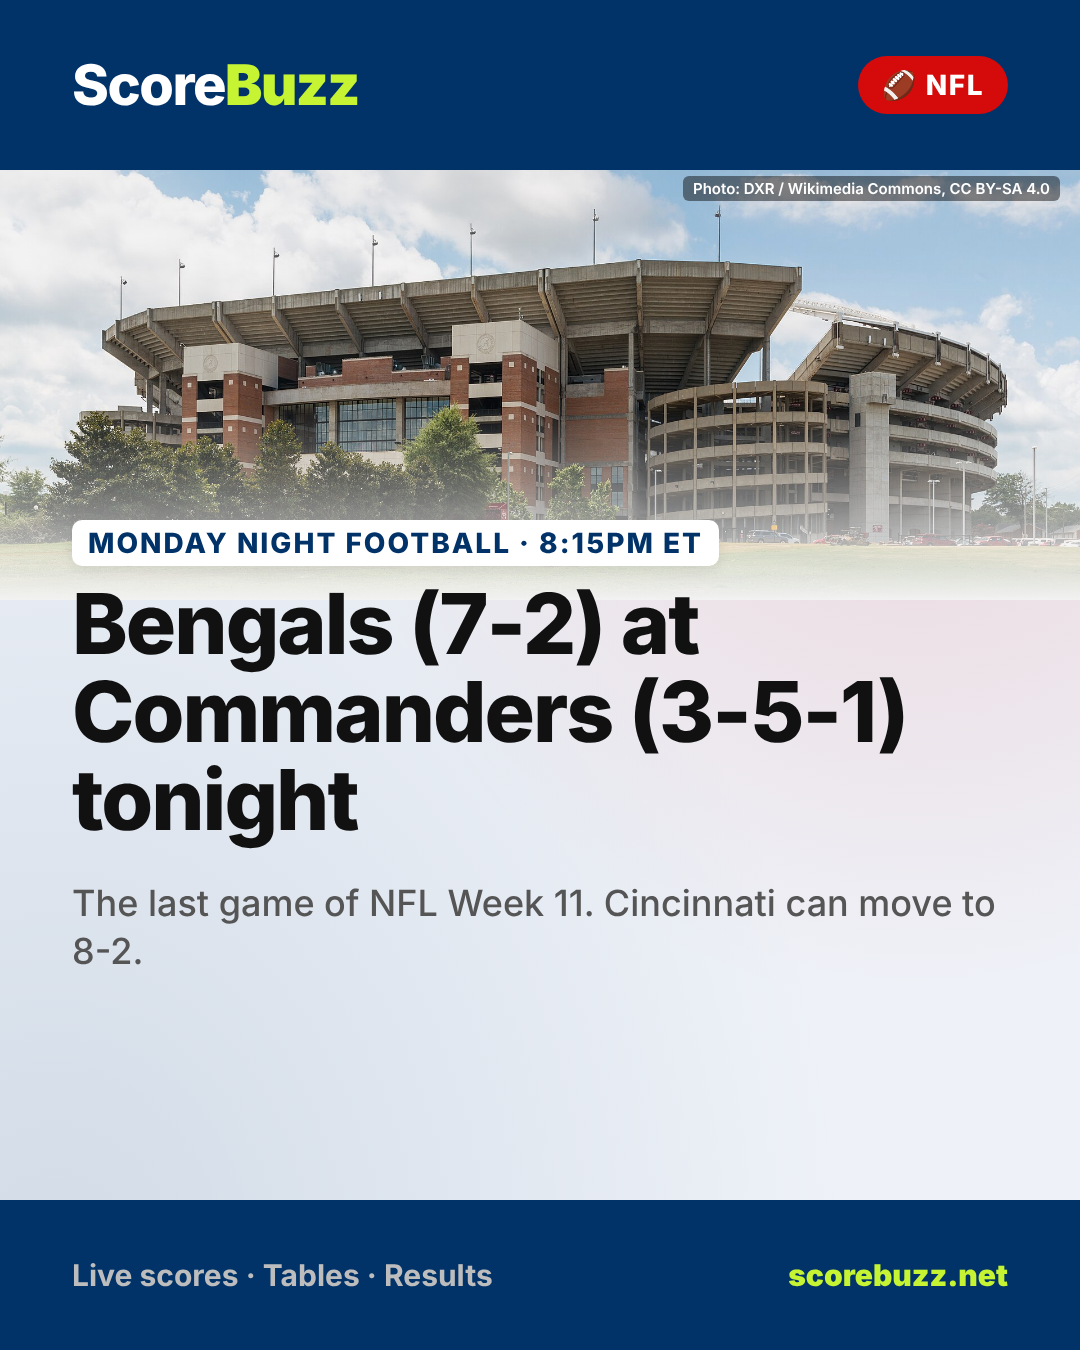 ScoreBuzz
🏈 NFL
Photo: DXR / Wikimedia Commons, CC BY-SA 4.0
MONDAY NIGHT FOOTBALL · 8:15PM ET
Bengals (7-2) at
Commanders (3-5-1)
tonight
The last game of NFL Week 11. Cincinnati can move to
8-2.
Live scores · Tables · Results
scorebuzz.net